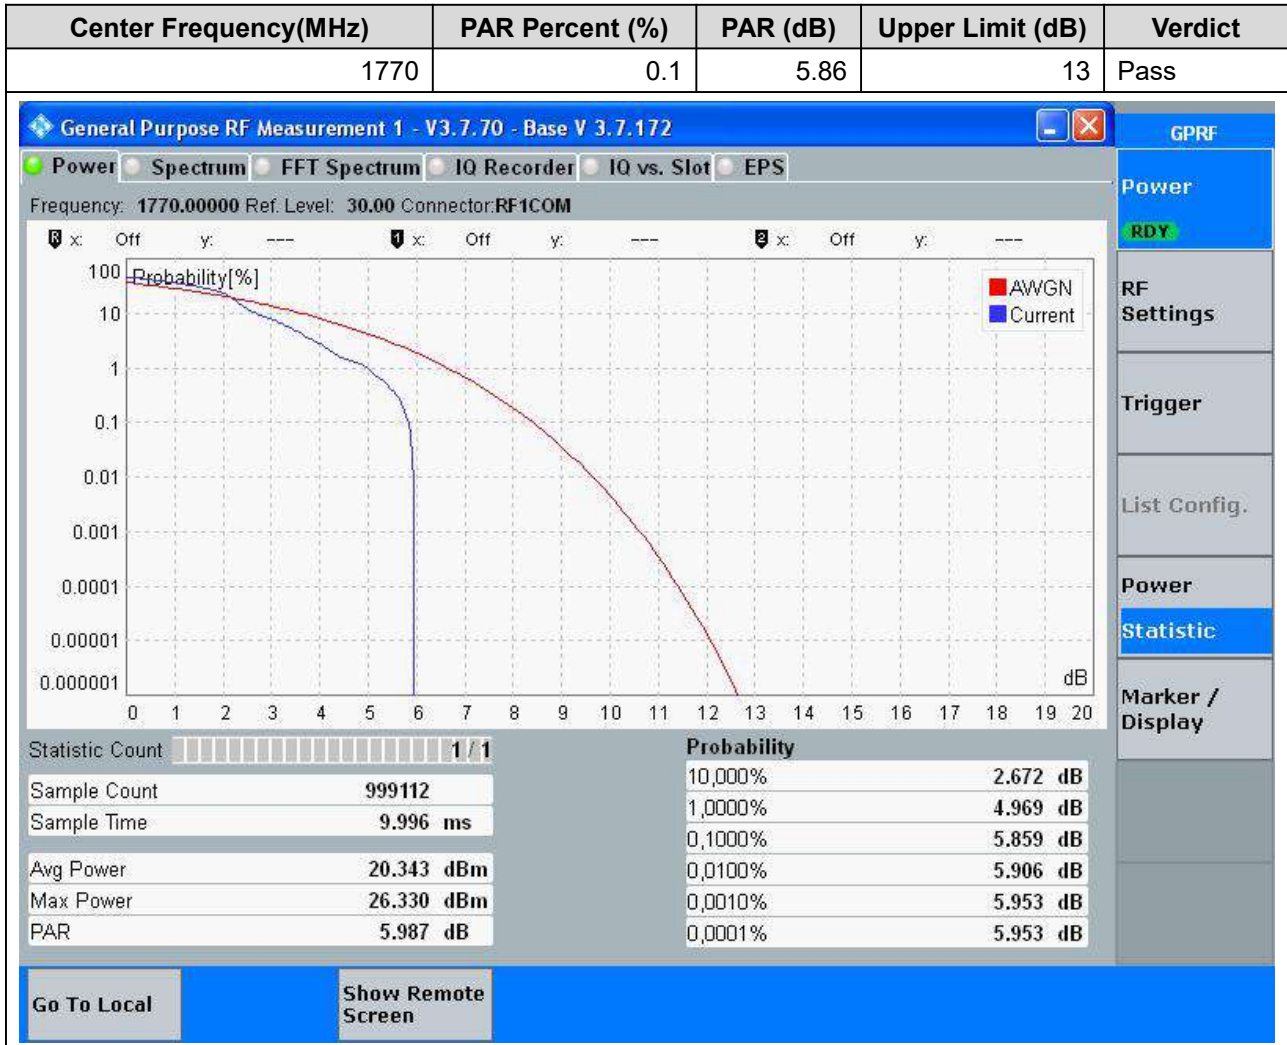 Center Frequency(MHz) PAR Percent (%) PAR (dB) Upper Limit (dB) Verdict
1770 0.1 5.86 13 Pass
General Purpose RF Measurement 1 - V3.7.70 - Base V 3.7.172
GPRF
Power Spectrum FFT Spectrum IQ Recorder IQ vs. Slot EPS
Frequency: 1770.00000 Ref. Level: 30.00 Connector:RF1COM
R x: Off y: --- 1 x: Off y: --- 2 x: Off y: ---
Probability[%]
AWGN
Current
100
10
1
0.1
0.01
0.001
0.0001
0.00001
0.000001
dB
0 1 2 3 4 5 6 7 8 9 10 11 12 13 14 15 16 17 18 19 20
Statistic Count 1 / 1
Sample Count 999112
Sample Time 9.996 ms
Avg Power 20.343 dBm
Max Power 26.330 dBm
PAR 5.987 dB
Probability
10,000% 2.672 dB
1,0000% 4.969 dB
0,1000% 5.859 dB
0,0100% 5.906 dB
0,0010% 5.953 dB
0,0001% 5.953 dB
Power
RDY
RF
Settings
Trigger
List Config.
Power
Statistic
Marker /
Display
Go To Local
Show Remote
Screen